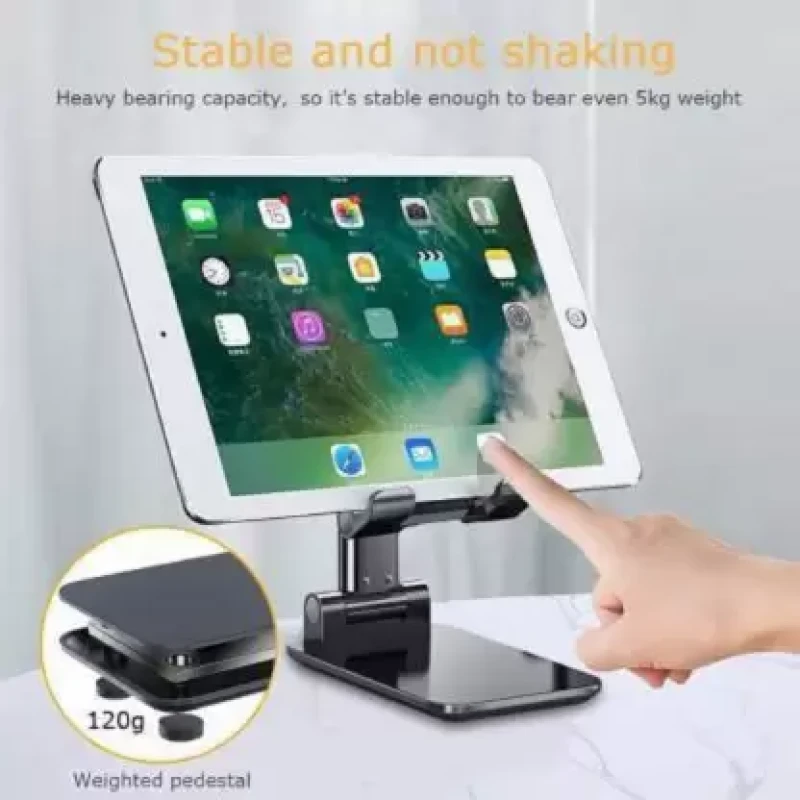 Stable and not shaking
Heavy bearing capacity, so it's stable enough to bear even 5kg weight
120g
Weighted pedestal